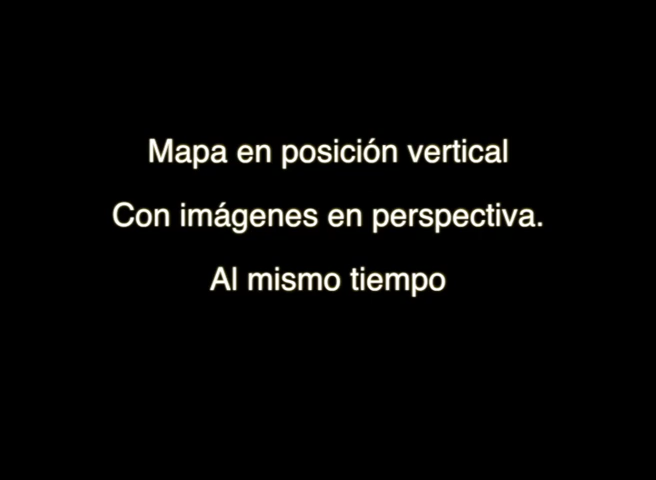 Mapa en posición vertical
Con imágenes en perspectiva.
Al mismo tiempo